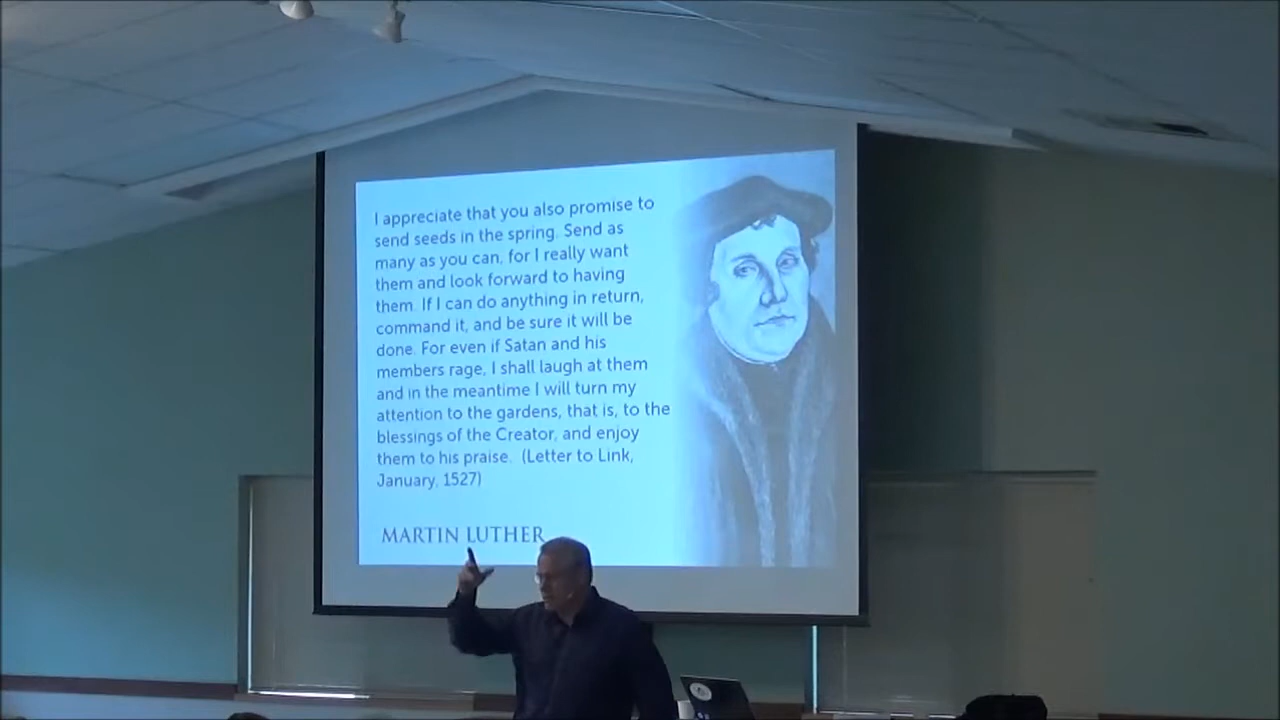 I appreciate that you also promise to
send seeds in the spring. Send as
many as you can, for I really want
them and look forward to having
them. If I can do anything in return,
command it, and be sure it will be
done. For even if Satan and his
members rage, I shall laugh at them
and in the meantime I will turn my
attention to the gardens, that is, to the
blessings of the Creator, and enjoy
them to his praise. (Letter to Link,
January, 1527)
MARTIN LUTHER